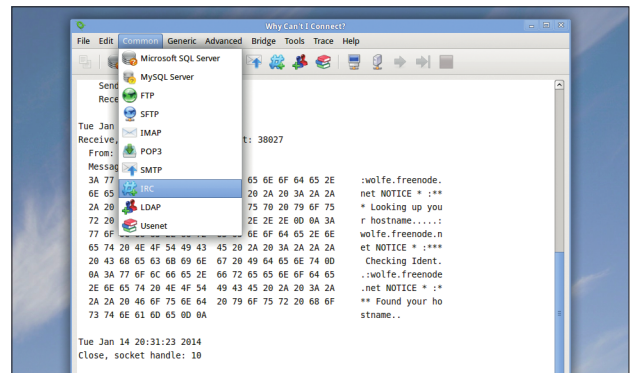 Why Can't I Connect?
File Edit Common Generic Advanced Bridge Tools Trace Help
Microsoft SQL Server
MySQL Server
FTP
SFTP
IMAP
POP3
SMTP
IRC
LDAP
Usenet
Send
Rece
Tue Jan
Receive, t: 38027
From:
Messag
3A 77 65 6E 6F 64 65 2E :wolfe.freenode.
6E 65 20 2A 20 3A 2A 2A net NOTICE * :**
2A 20 75 70 20 79 6F 75 * Looking up you
72 20 2E 2E 2E 0D 0A 3A r hostname.....:
77 6F 6E 6F 64 65 2E 6E wolfe.freenode.n
65 74 20 4E 4F 54 49 43 45 20 2A 20 3A 2A 2A 2A et NOTICE * :***
20 43 68 65 63 6B 69 6E 67 20 49 64 65 6E 74 0D Checking Ident.
0A 3A 77 6F 6C 66 65 2E 66 72 65 65 6E 6F 64 65 .:wolfe.freenode
2E 6E 65 74 20 4E 4F 54 49 43 45 20 2A 20 3A 2A .net NOTICE * :*
2A 2A 20 46 6F 75 6E 64 20 79 6F 75 72 20 68 6F ** Found your ho
73 74 6E 61 6D 65 0D 0A stname..
Tue Jan 14 20:31:23 2014
Close, socket handle: 10